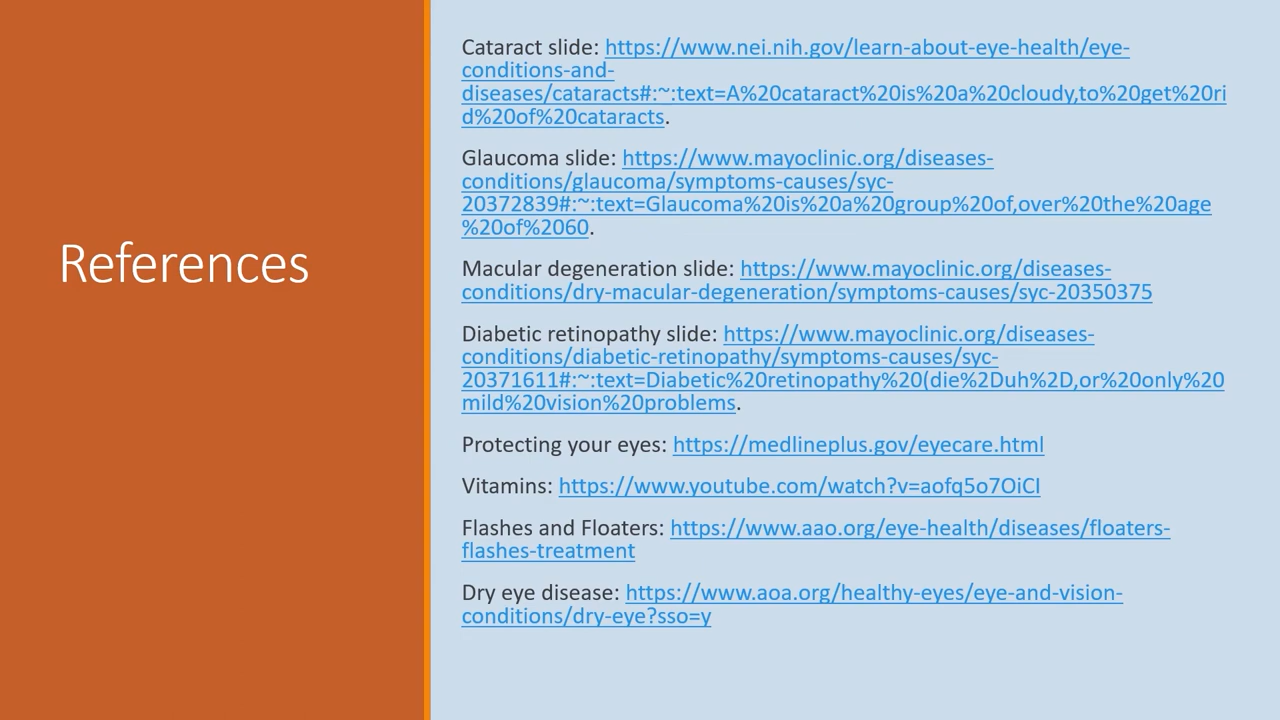 References
Cataract slide: https://www.nei.nih.gov/learn-about-eye-health/eye-
conditions-and-
diseases/cataracts#:~:text=A%20cataract%20is%20a%20cloudy,to%20get%20ri
d%20of%20cataracts.
Glaucoma slide: https://www.mayoclinic.org/diseases-
conditions/glaucoma/symptoms-causes/syc-
20372839#:~:text=Glaucoma%20is%20a%20group%20of,over%20the%20age
%20of%2060.
Macular degeneration slide: https://www.mayoclinic.org/diseases-
conditions/dry-macular-degeneration/symptoms-causes/syc-20350375
Diabetic retinopathy slide: https://www.mayoclinic.org/diseases-
conditions/diabetic-retinopathy/symptoms-causes/syc-
20371611#:~:text=Diabetic%20retinopathy%20(die%2Duh%2D,or%20only%20
mild%20vision%20problems.
Protecting your eyes: https://medlineplus.gov/eyecare.html
Vitamins: https://www.youtube.com/watch?v=aofq5o7OiCI
Flashes and Floaters: https://www.aao.org/eye-health/diseases/floaters-
flashes-treatment
Dry eye disease: https://www.aoa.org/healthy-eyes/eye-and-vision-
conditions/dry-eye?sso=y